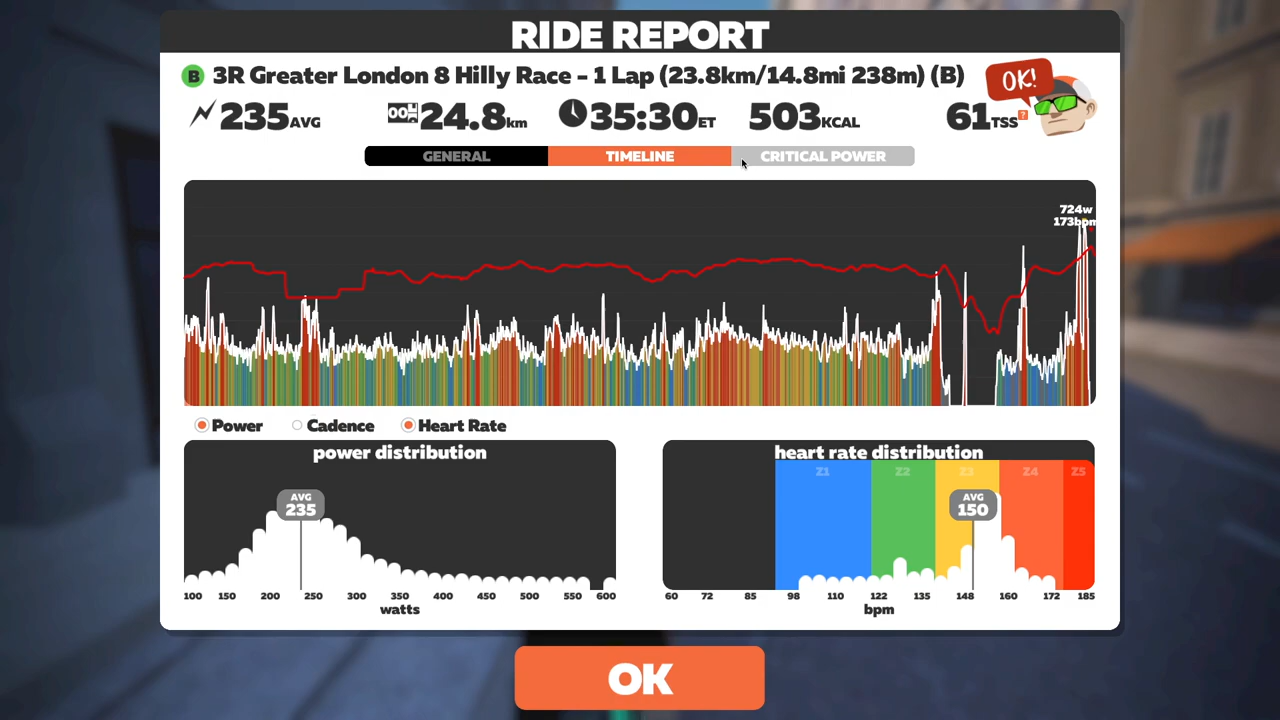 RIDE REPORT
B 3R Greater London 8 Hilly Race - 1 Lap (23.8km/14.8mi 238m) (B)
OK!
235AVG 24.8km 35:30ET 503KCAL 61TSS ?
GENERAL TIMELINE CRITICAL POWER
724w
173bpm
Power Cadence Heart Rate
power distribution
AVG
235
100 150 200 250 300 350 400 450 500 550 600
watts
heart rate distribution
Z1 Z2 Z3 Z4 Z5
AVG
150
60 72 85 98 110 122 135 148 160 172 185
bpm
OK